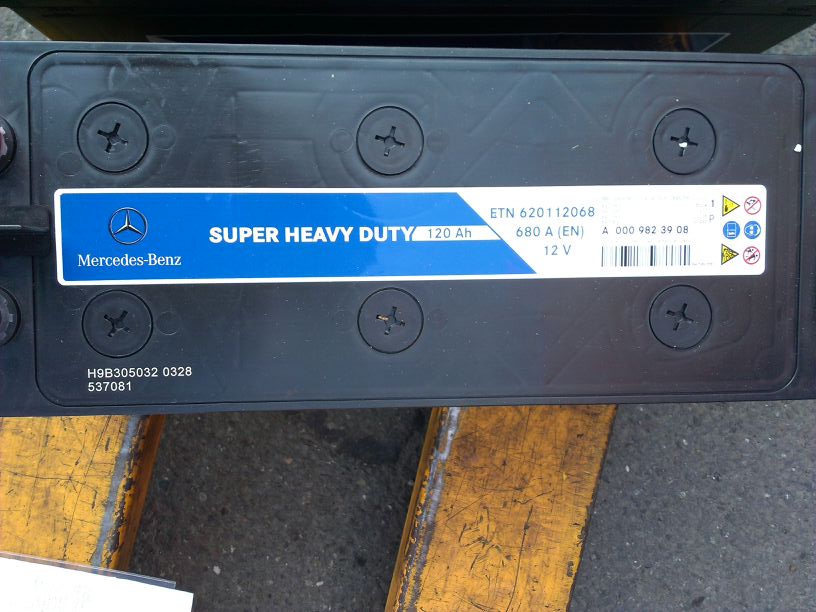 Mercedes-Benz
SUPER HEAVY DUTY
120 Ah
ETN 620112068
680 A (EN)
12 V
1
P
A 000 982 39 08
H9B305032 0328
537081